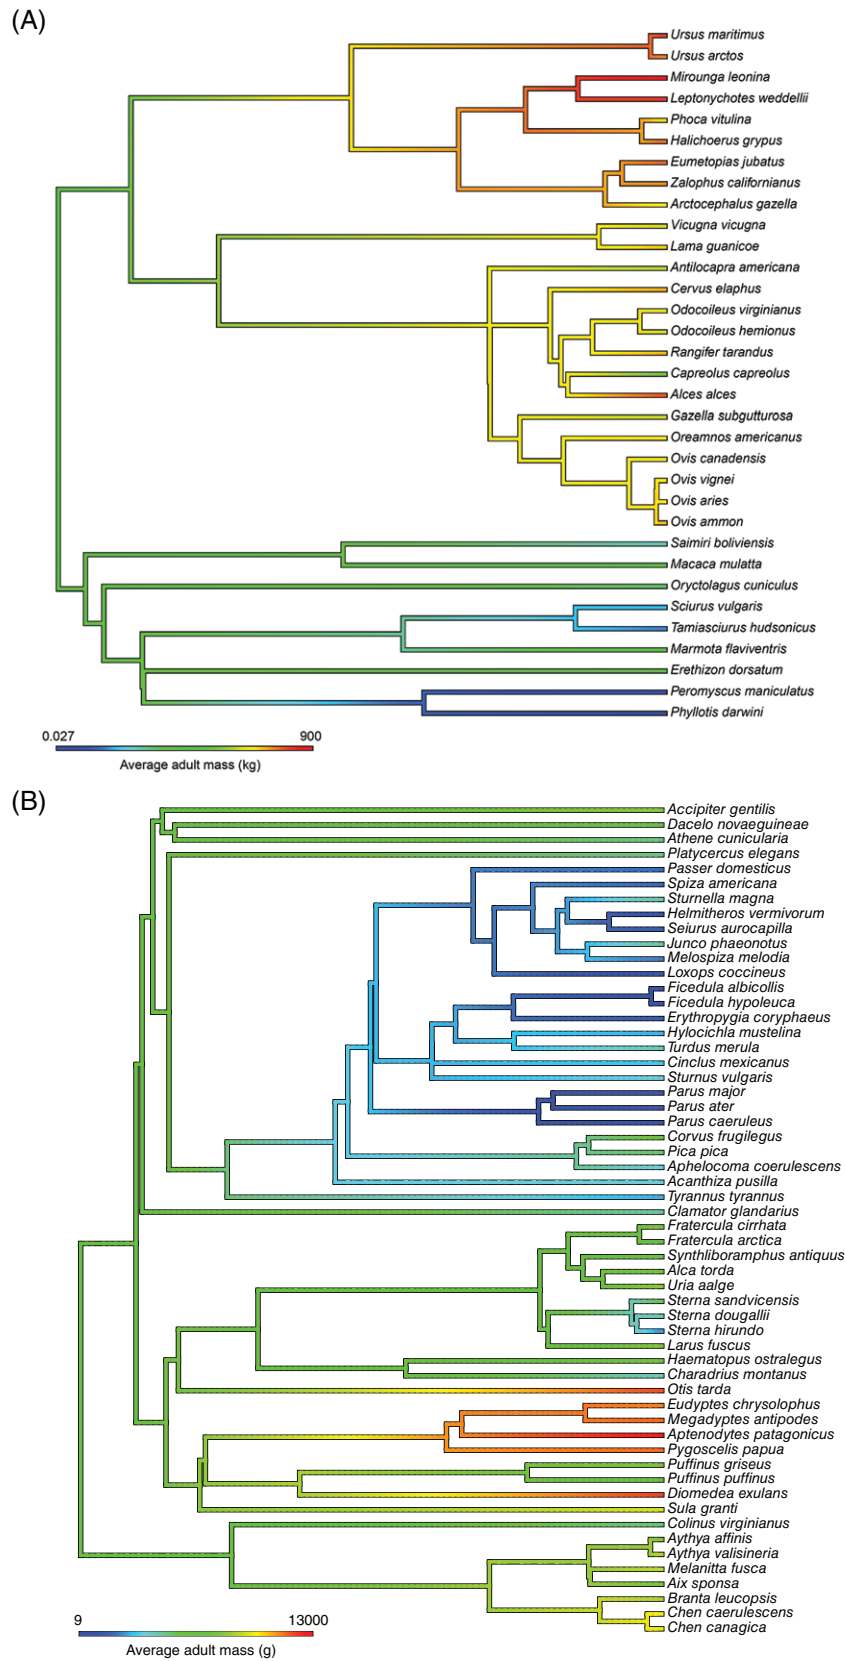 (A)
Ursus maritimus
Ursus arctos
Mirounga leonina
Leptonychotes weddellii
Phoca vitulina
Halichoerus grypus
Eumetopias jubatus
Zalophus californianus
Arctocephalus gazella
Vicugna vicugna
Lama guanicoe
Antilocapra americana
Cervus elaphus
Odocoileus virginianus
Odocoileus hemionus
Rangifer tarandus
Capreolus capreolus
Alces alces
Gazella subgutturosa
Oreamnos americanus
Ovis canadensis
Ovis vignei
Ovis aries
Ovis ammon
Saimiri boliviensis
Macaca mulatta
Oryctolagus cuniculus
Sciurus vulgaris
Tamiasciurus hudsonicus
Marmota flaviventris
Erethizon dorsatum
Peromyscus maniculatus
Phyllotis darwini
0.027 900
Average adult mass (kg)
(B)
Accipiter gentilis
Dacelo novaeguineae
Athene cunicularia
Platycercus elegans
Passer domesticus
Spiza americana
Sturnella magna
Helmitheros vermivorum
Seiurus aurocapilla
Junco phaeonotus
Melospiza melodia
Loxops coccineus
Ficedula albicollis
Ficedula hypoleuca
Erythropygia coryphaeus
Hylocichla mustelina
Turdus merula
Cinclus mexicanus
Sturnus vulgaris
Parus major
Parus ater
Parus caeruleus
Corvus frugilegus
Pica pica
Aphelocoma coerulescens
Acanthiza pusilla
Tyrannus tyrannus
Clamator glandarius
Fratercula cirrhata
Fratercula arctica
Synthliboramphus antiquus
Alca torda
Uria aalge
Sterna sandvicensis
Sterna dougallii
Sterna hirundo
Larus fuscus
Haematopus ostralegus
Charadrius montanus
Otis tarda
Eudyptes chrysolophus
Megadyptes antipodes
Aptenodytes patagonicus
Pygoscelis papua
Puffinus griseus
Puffinus puffinus
Diomedea exulans
Sula granti
Colinus virginianus
Aythya affinis
Aythya valisineria
Melanitta fusca
Aix sponsa
Branta leucopsis
Chen caerulescens
Chen canagica
9 13000
Average adult mass (g)